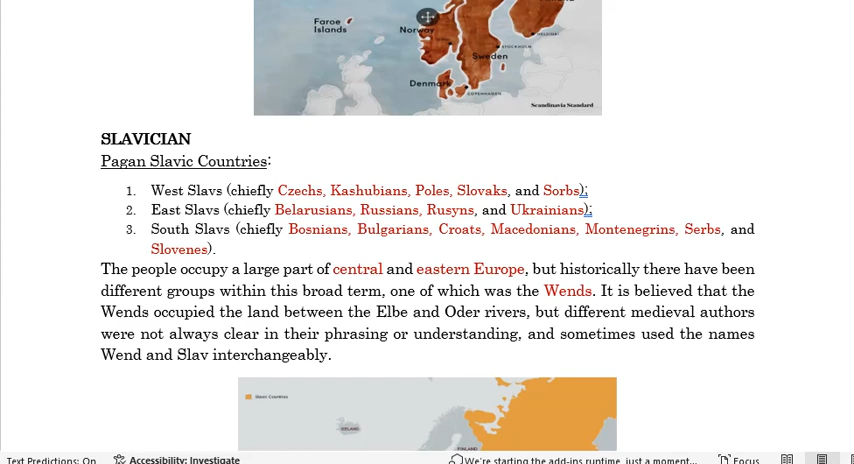 Faroe
Islands
Norway
HELSINKI
STOCKHOLM
Sweden
Denmark
COPENHAGEN
Scandinavia Standard
SLAVICIAN
Pagan Slavic Countries:
1. West Slavs (chiefly Czechs, Kashubians, Poles, Slovaks, and Sorbs);
2. East Slavs (chiefly Belarusians, Russians, Rusyns, and Ukrainians);
3. South Slavs (chiefly Bosnians, Bulgarians, Croats, Macedonians, Montenegrins, Serbs, and
Slovenes).
The people occupy a large part of central and eastern Europe, but historically there have been
different groups within this broad term, one of which was the Wends. It is believed that the
Wends occupied the land between the Elbe and Oder rivers, but different medieval authors
were not always clear in their phrasing or understanding, and sometimes used the names
Wend and Slav interchangeably.
Slavic Countries
ICELAND
FINLAND
Text Predictions: On Accessibility: Investigate We're starting the add-ins runtime, just a moment... Focus